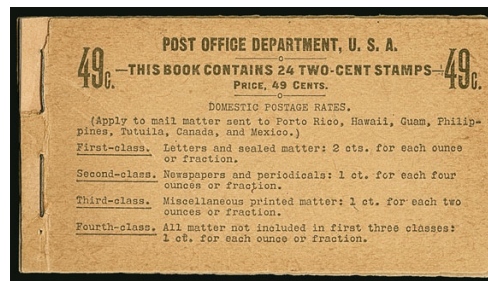 POST OFFICE DEPARTMENT, U. S. A.
49c. —THIS BOOK CONTAINS 24 TWO-CENT STAMPS— 49c.
PRICE, 49 CENTS.
DOMESTIC POSTAGE RATES.
(Apply to mail matter sent to Porto Rico, Hawaii, Guam, Philip-
pines, Tutuila, Canada, and Mexico.)
First-class. Letters and sealed matter: 2 cts. for each ounce
or fraction.
Second-class. Newspapers and periodicals: 1 ct. for each four
ounces or fraction.
Third-class. Miscellaneous printed matter: 1 ct. for each two
ounces or fraction.
Fourth-class. All matter not included in first three classes:
1 ct. for each ounce or fraction.